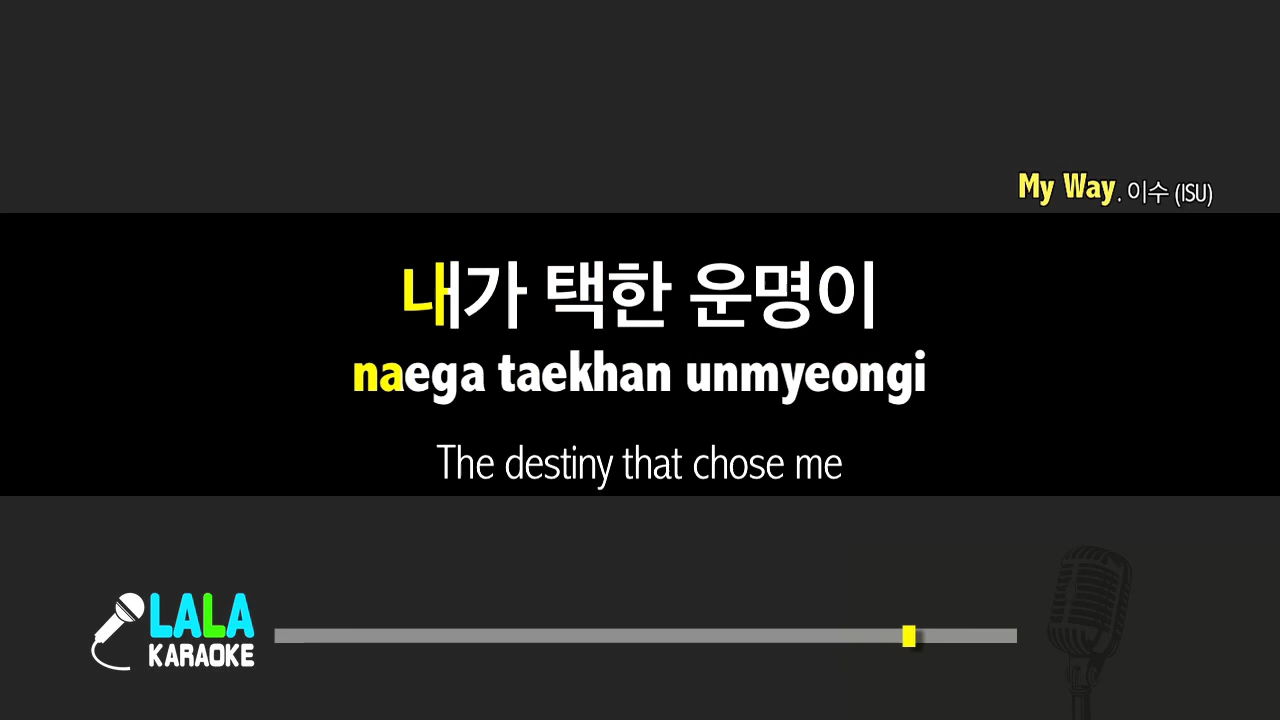 My Way. 이수 (ISU)
내가 택한 운명이
naega taekhan unmyeongi
The destiny that chose me
LALA
KARAOKE